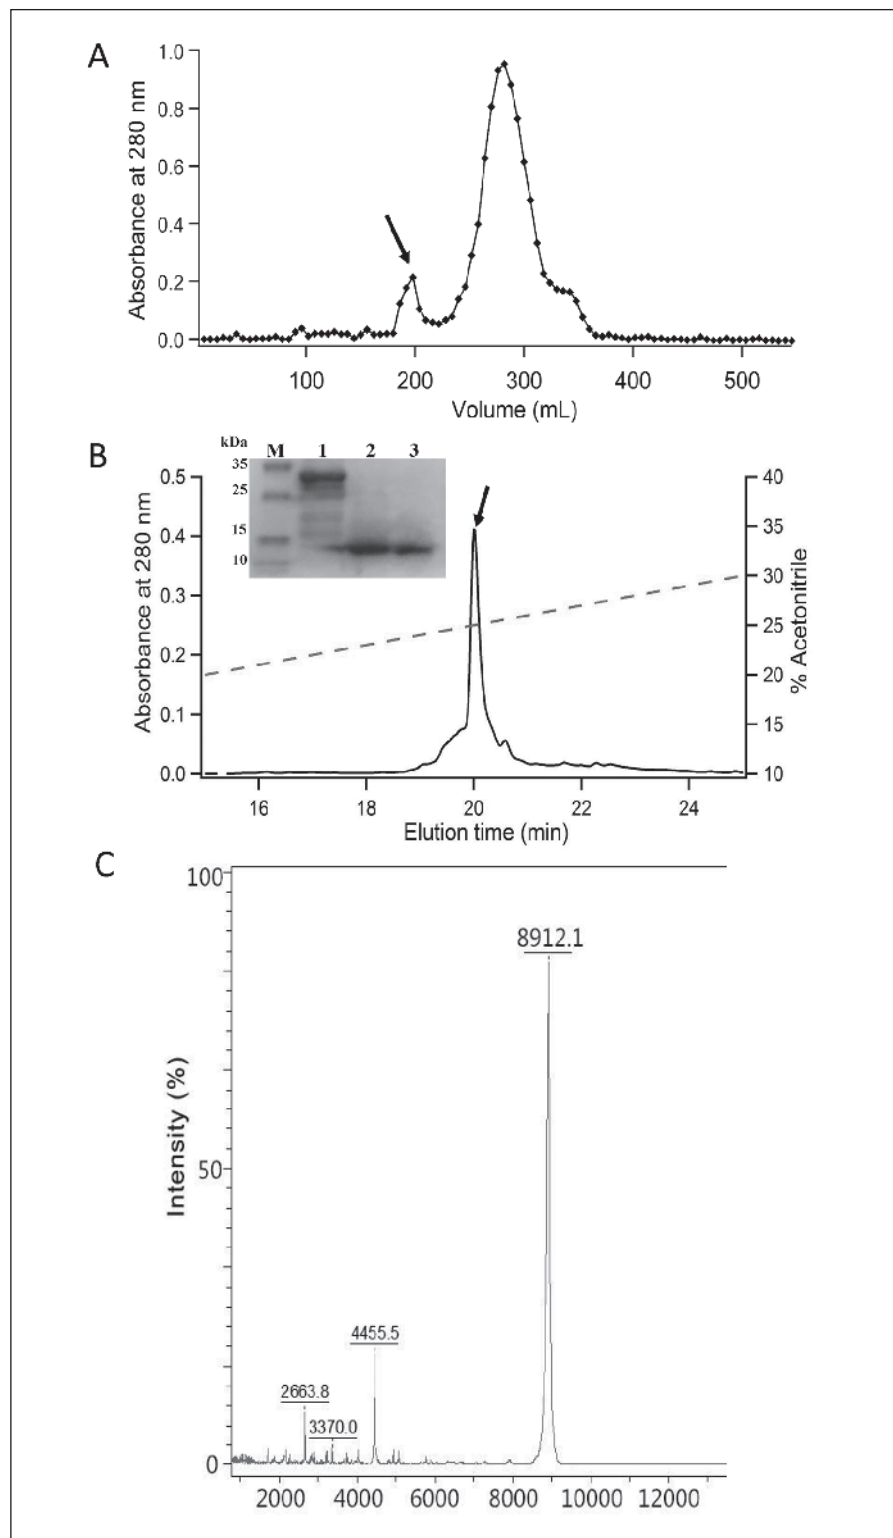 A
Absorbance at 280 nm
1.0
0.8
0.6
0.4
0.2
0.0
100 200 300 400 500
Volume (mL)
B
kDa M 1 2 3
35
25
15
10
Absorbance at 280 nm
0.5
0.4
0.3
0.2
0.1
0.0
40
35
30
25
20
15
10
% Acetonitrile
16 18 20 22 24
Elution time (min)
C
Intensity (%)
100
50
0
8912.1
4455.5
2663.8
3370.0
2000 4000 6000 8000 10000 12000